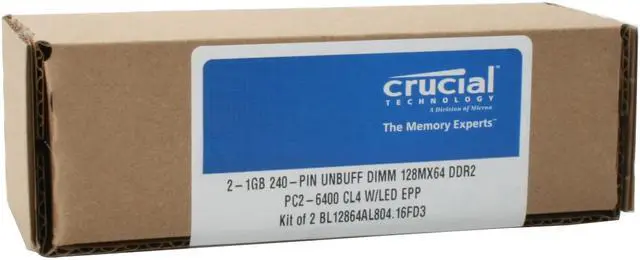 crucial
TECHNOLOGY
A Division of Micron
The Memory Experts™
2-1GB 240-PIN UNBUFF DIMM 128MX64 DDR2
PC2-6400 CL4 W/LED EPP
Kit of 2 BL12864AL804.16FD3